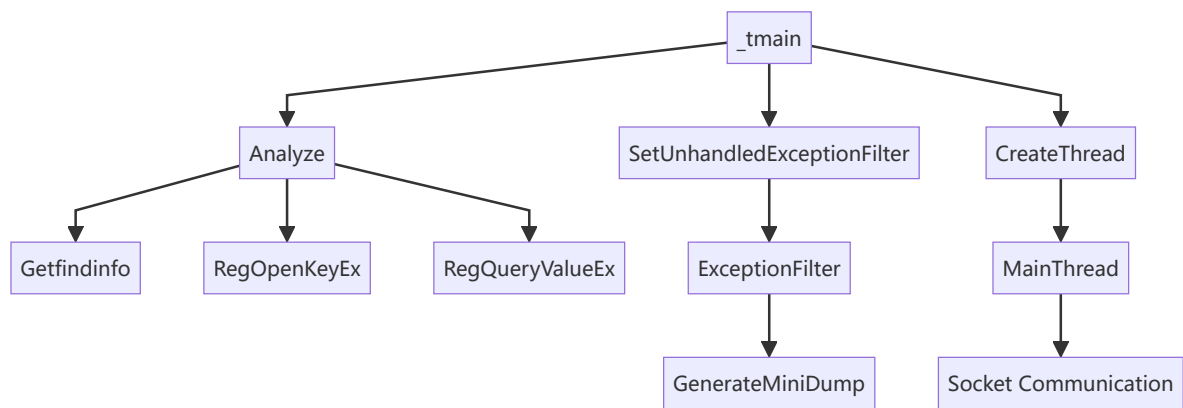 _tmain
Analyze
SetUnhandledExceptionFilter
CreateThread
Getfindinfo
RegOpenKeyEx
RegQueryValueEx
ExceptionFilter
MainThread
GenerateMiniDump
Socket Communication